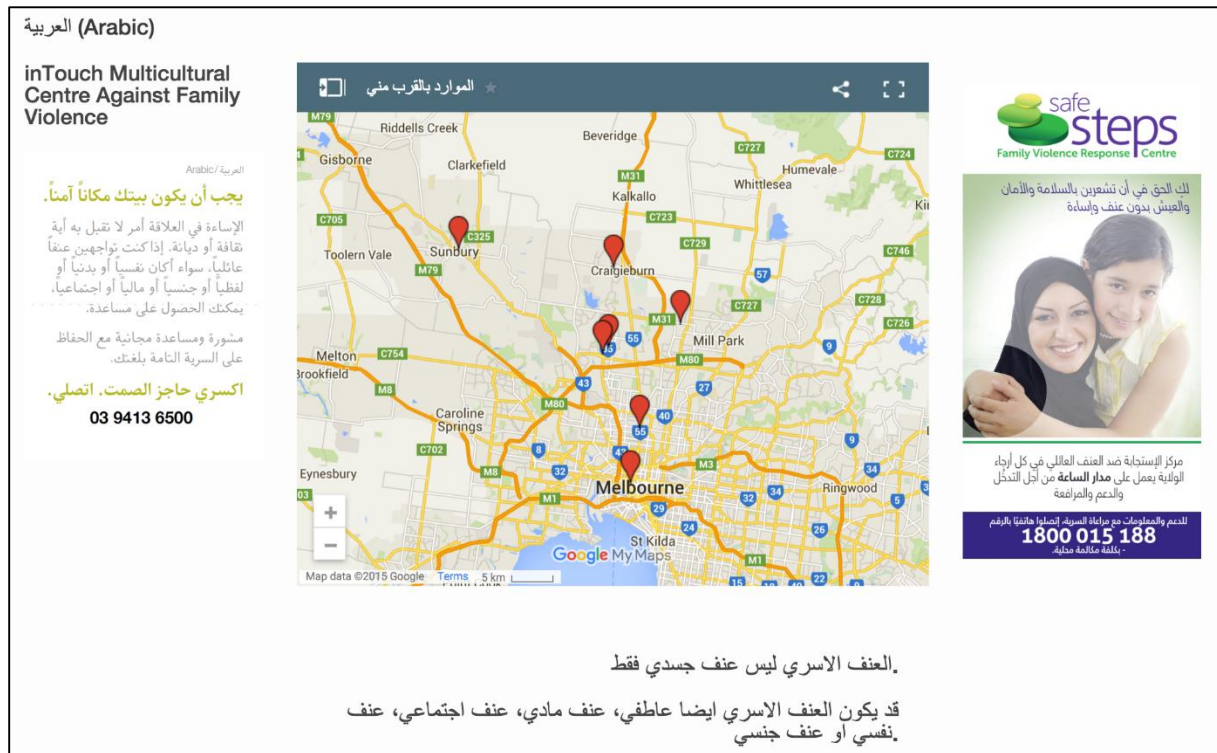 العربية (Arabic)
inTouch Multicultural
Centre Against Family
Violence
العربية/Arabic
يجب أن يكون بيتك مكاناً آمناً.
الإساءة في العلاقة أمر لا تقبل به أية
ثقافة أو ديانة. إذا كنت تواجهين عنفاً
عائلياً، سواء أكان نفسياً أو بدنياً أو
لفظياً أو جنسياً أو مالياً أو اجتماعياً،
يمكنك الحصول على مساعدة.
مشورة ومساعدة مجانية مع الحفاظ
على السرية التامة بلغتك.
اكسري حاجز الصمت. اتصلي.
03 9413 6500
الموارد بالقرب مني
M79
Riddells Creek
Beveridge
C727
C724
Gisborne
Clarkefield
Humevale
M31
Whittlesea
Kalkallo
C705
C723
C325
C729
Sunbury
C746
Toolern Vale
M79
Craigieburn
57
C727
C728
M31
C726
55
Mill Park
9
Melton
C754
M80
Brookfield
43
27
M8
M80
Caroline
Springs
40
55
9
C702
8
34
M8
32
M3
Eynesbury
Melbourne
32
34
Ringwood
M1
5
29
St Kilda
24
Google My Maps
M1
Map data ©2015 Google
Terms
5 km
15
22
safe
steps
Family Violence Response Centre
لكِ الحق في أن تشعرين بالسلامة والأمان
والعيش بدون عنف وإساءة
مركز الإستجابة ضد العنف العائلي في كل أرجاء
الولاية يعمل على مدار الساعة من أجل التدخّل
والدعم والمرافعة
للدعم والمعلومات مع مراعاة السرية، إتصلوا هاتفيًا بالرقم
1800 015 188
- بكلفة مكالمة محلية.
.العنف الاسري ليس عنف جسدي فقط
قد يكون العنف الاسري ايضا عاطفي، عنف مادي، عنف اجتماعي، عنف
.نفسي او عنف جنسي